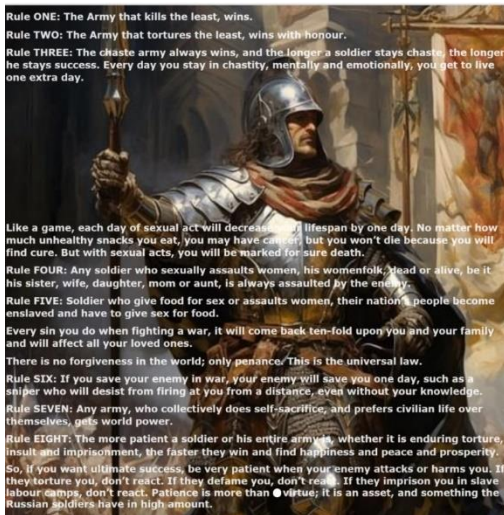 Rule ONE: The Army that kills the least, wins.
Rule TWO: The Army that tortures the least, wins with honour.
Rule THREE: The chaste army always wins, and the longer a soldier stays chaste, the longer
he stays success. Every day you stay in chastity, mentally and emotionally, you get to live
one extra day.
Like a game, each day of sexual act will decrease your lifespan by one day. No matter how
much unhealthy snacks you eat, you may have cancer, but you won't die because you will
find cure. But with sexual acts, you will be marked for sure death.
Rule FOUR: Any soldier who sexually assaults women, his womenfolk, dead or alive, be it
his sister, wife, daughter, mom or aunt, is always assaulted by the enemy.
Rule FIVE: Soldier who give food for sex or assaults women, their nation's people become
enslaved and have to give sex for food.
Every sin you do when fighting a war, it will come back ten-fold upon you and your family
and will affect all your loved ones.
There is no forgiveness in the world; only penance. This is the universal law.
Rule SIX: If you save your enemy in war, your enemy will save you one day, such as a
sniper who will desist from firing at you from a distance, even without your knowledge.
Rule SEVEN: Any army, who collectively does self-sacrifice, and prefers civilian life over
themselves, gets world power.
Rule EIGHT: The more patient a soldier or his entire army is, whether it is enduring torture,
insult and imprisonment, the faster they win and find happiness and peace and prosperity.
So, if you want ultimate success, be very patient when your enemy attacks or harms you. If
they torture you, don't react. If they defame you, don't react. If they imprison you in slave
labour camps, don't react. Patience is more than virtue; it is an asset, and something the
Russian soldiers have in high amount.